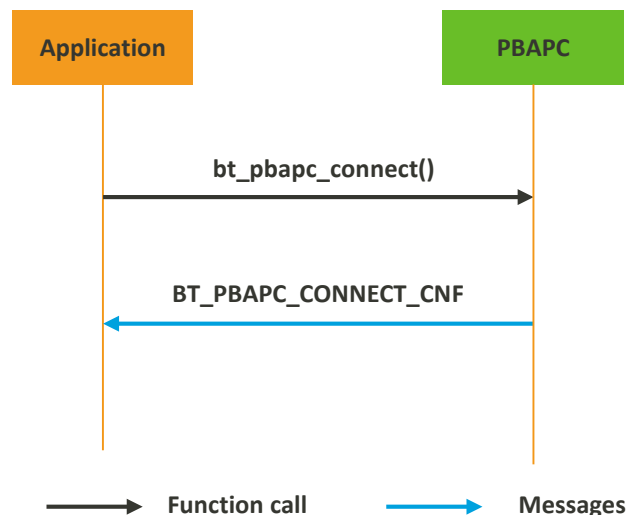 Application
PBAPC
bt_pbapc_connect()
BT_PBAPC_CONNECT_CNF
Function call
Messages